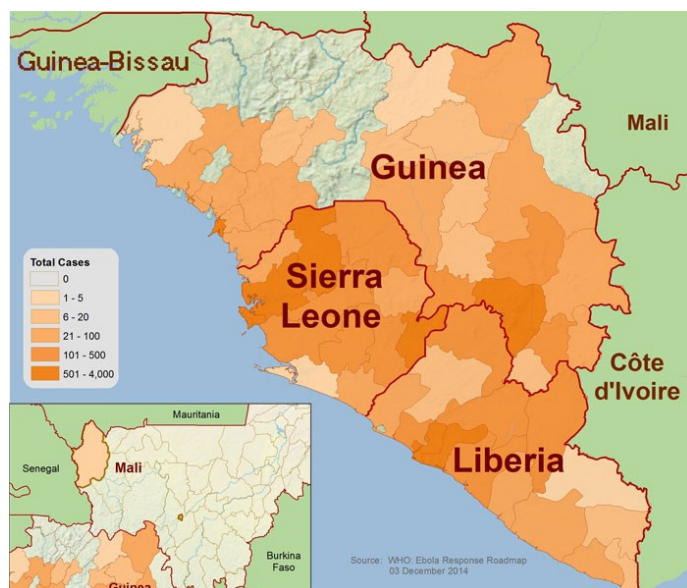 Guinea-Bissau
Mali
Guinea
Total Cases
0
1 - 5
6 - 20
21 - 100
101 - 500
501 - 4,000
Sierra
Leone
Côte
d'Ivoire
Liberia
Mauritania
Senegal
Mali
Burkina
Faso
Guinea
Source: WHO: Ebola Response Roadmap
03 December 2014